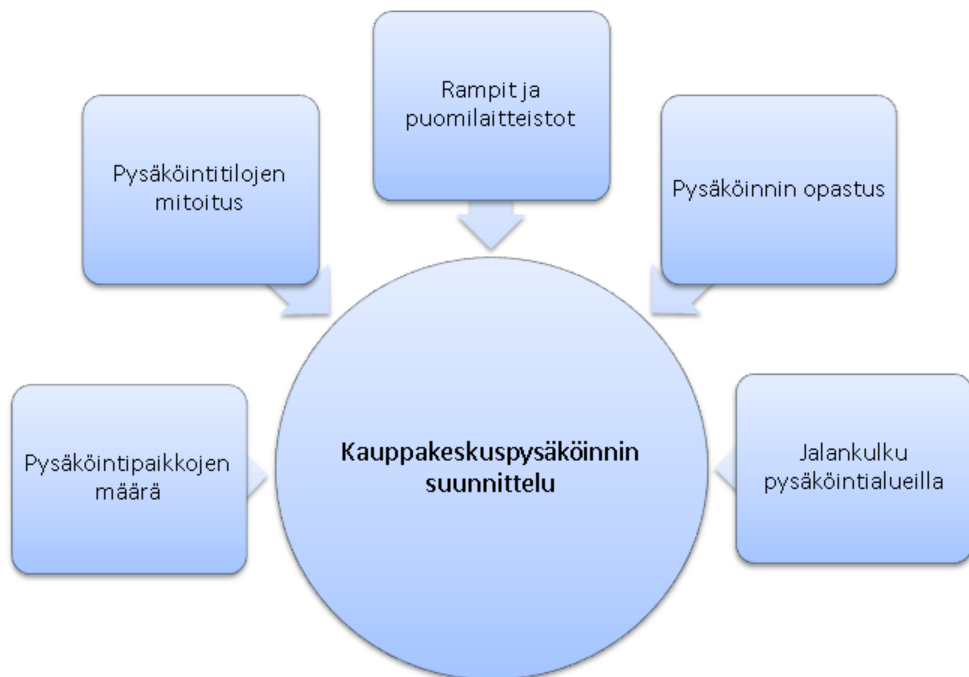 Rampit ja
puomilaitteistot
Pysäköintitilojen
mitoitus
Pysäköinnin opastus
Pysäköintipaikkojen
määrä
Kauppakeskuspysäköinnin
suunnittelu
Jalankulku
pysäköintialueilla